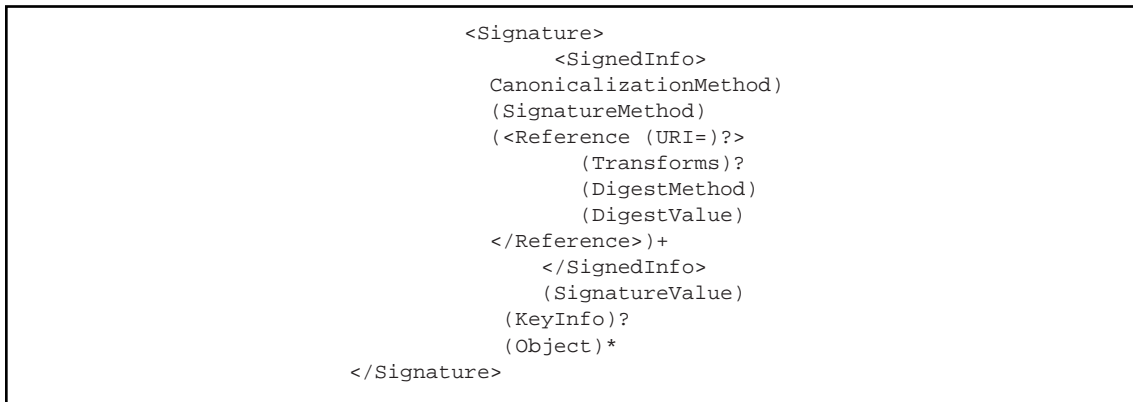 <Signature>
<SignedInfo>
CanonicalizationMethod)
(SignatureMethod)
(<Reference (URI=)?>
(Transforms)?
(DigestMethod)
(DigestValue)
</Reference>)+
</SignedInfo>
(SignatureValue)
(KeyInfo)?
(Object)*
</Signature>